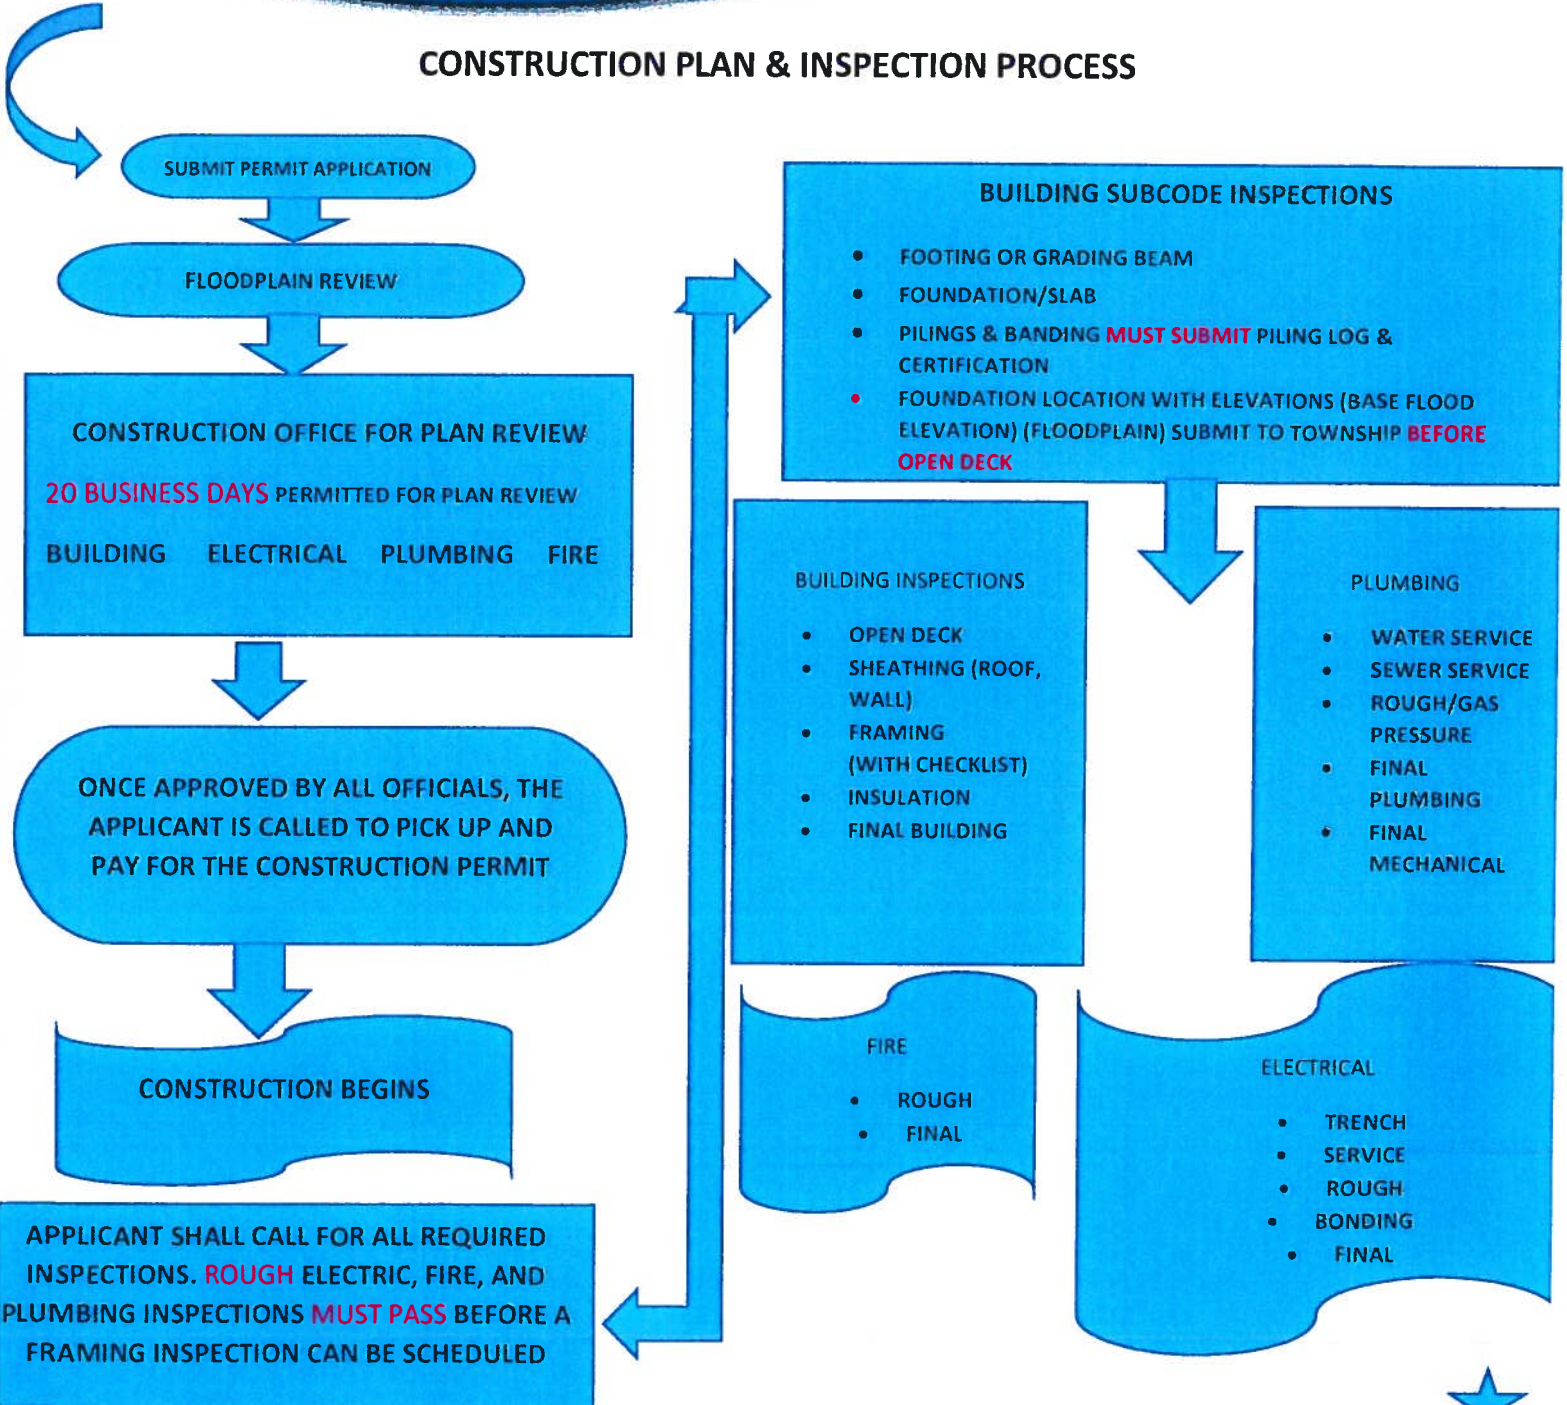 CONSTRUCTION PLAN & INSPECTION PROCESS
SUBMIT PERMIT APPLICATION
FLOODPLAIN REVIEW
CONSTRUCTION OFFICE FOR PLAN REVIEW
20 BUSINESS DAYS PERMITTED FOR PLAN REVIEW
BUILDING ELECTRICAL PLUMBING FIRE
ONCE APPROVED BY ALL OFFICIALS, THE
APPLICANT IS CALLED TO PICK UP AND
PAY FOR THE CONSTRUCTION PERMIT
CONSTRUCTION BEGINS
APPLICANT SHALL CALL FOR ALL REQUIRED
INSPECTIONS. ROUGH ELECTRIC, FIRE, AND
PLUMBING INSPECTIONS MUST PASS BEFORE A
FRAMING INSPECTION CAN BE SCHEDULED
BUILDING SUBCODE INSPECTIONS
• FOOTING OR GRADING BEAM
• FOUNDATION/SLAB
• PILINGS & BANDING MUST SUBMIT PILING LOG &
CERTIFICATION
• FOUNDATION LOCATION WITH ELEVATIONS (BASE FLOOD
ELEVATION) (FLOODPLAIN) SUBMIT TO TOWNSHIP BEFORE
OPEN DECK
BUILDING INSPECTIONS
• OPEN DECK
• SHEATHING (ROOF,
WALL)
• FRAMING
(WITH CHECKLIST)
• INSULATION
• FINAL BUILDING
PLUMBING
• WATER SERVICE
• SEWER SERVICE
• ROUGH/GAS
PRESSURE
• FINAL
PLUMBING
• FINAL
MECHANICAL
FIRE
• ROUGH
• FINAL
ELECTRICAL
• TRENCH
• SERVICE
• ROUGH
• BONDING
• FINAL